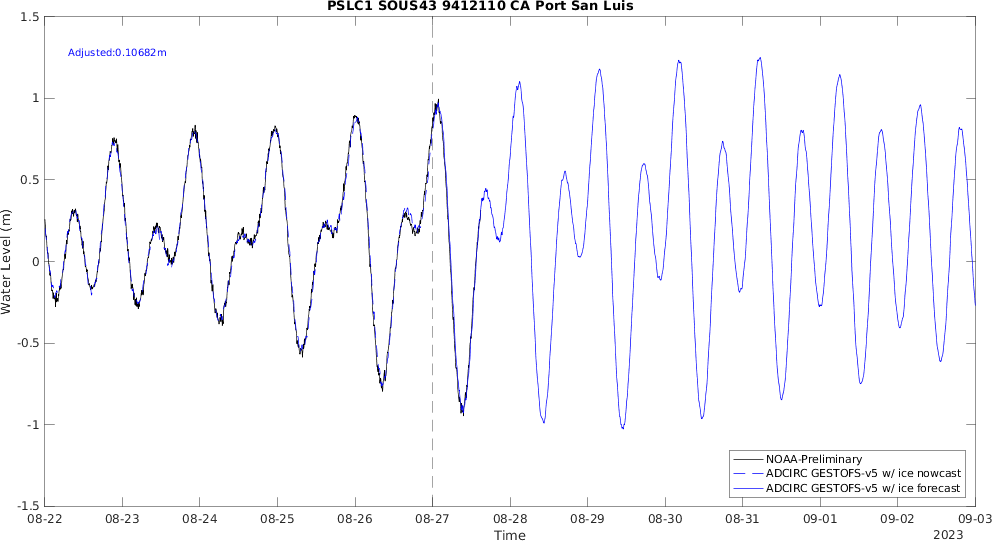 PSLC1 SOUS43 9412110 CA Port San Luis
Adjusted:0.10682m
1.5
1
0.5
0
-0.5
-1
-1.5
Water Level (m)
NOAA-Preliminary
ADCIRC GESTOFS-v5 w/ ice nowcast
ADCIRC GESTOFS-v5 w/ ice forecast
08-22 08-23 08-24 08-25 08-26 08-27 08-28 08-29 08-30 08-31 09-01 09-02 09-03
Time
2023